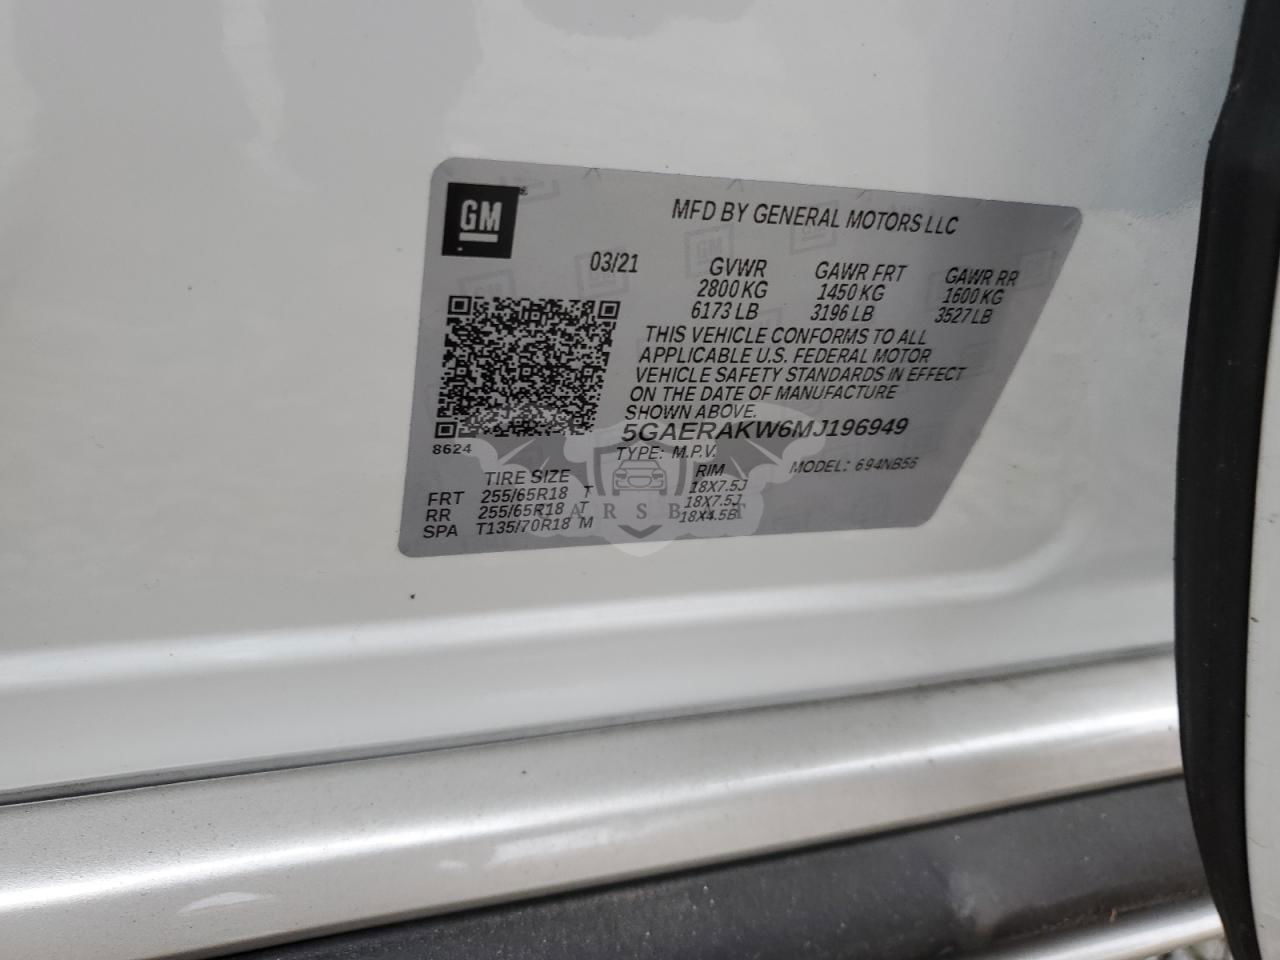 GM
MFD BY GENERAL MOTORS LLC
03/21 GVWR GAWR FRT GAWR RR
2800 KG 1450 KG 1600 KG
6173 LB 3196 LB 3527 LB
THIS VEHICLE CONFORMS TO ALL
APPLICABLE U.S. FEDERAL MOTOR
VEHICLE SAFETY STANDARDS IN EFFECT
ON THE DATE OF MANUFACTURE
SHOWN ABOVE.
5GAERAKW6MJ196949
8624
TYPE: M.P.V. MODEL: 694NB56
TIRE SIZE RIM
FRT 255/65R18 T 18X7.5J
RR 255/65R18 T 18X7.5J
SPA T135/70R18 M 18X4.5B
CARSBAT